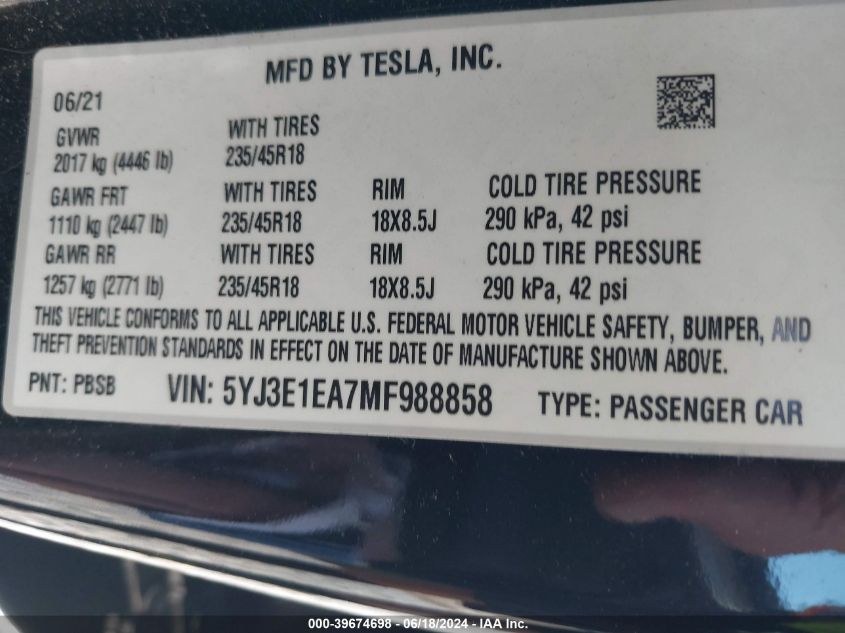 MFD BY TESLA, INC.
06/21
GVWR WITH TIRES
2017 kg (4446 lb) 235/45R18
GAWR FRT WITH TIRES RIM COLD TIRE PRESSURE
1110 kg (2447 lb) 235/45R18 18X8.5J 290 kPa, 42 psi
GAWR RR WITH TIRES RIM COLD TIRE PRESSURE
1257 kg (2771 lb) 235/45R18 18X8.5J 290 kPa, 42 psi
THIS VEHICLE CONFORMS TO ALL APPLICABLE U.S. FEDERAL MOTOR VEHICLE SAFETY, BUMPER, AND
THEFT PREVENTION STANDARDS IN EFFECT ON THE DATE OF MANUFACTURE SHOWN ABOVE.
PNT: PBSB VIN: 5YJ3E1EA7MF988858 TYPE: PASSENGER CAR
000-39674698 - 06/18/2024 - IAA Inc.